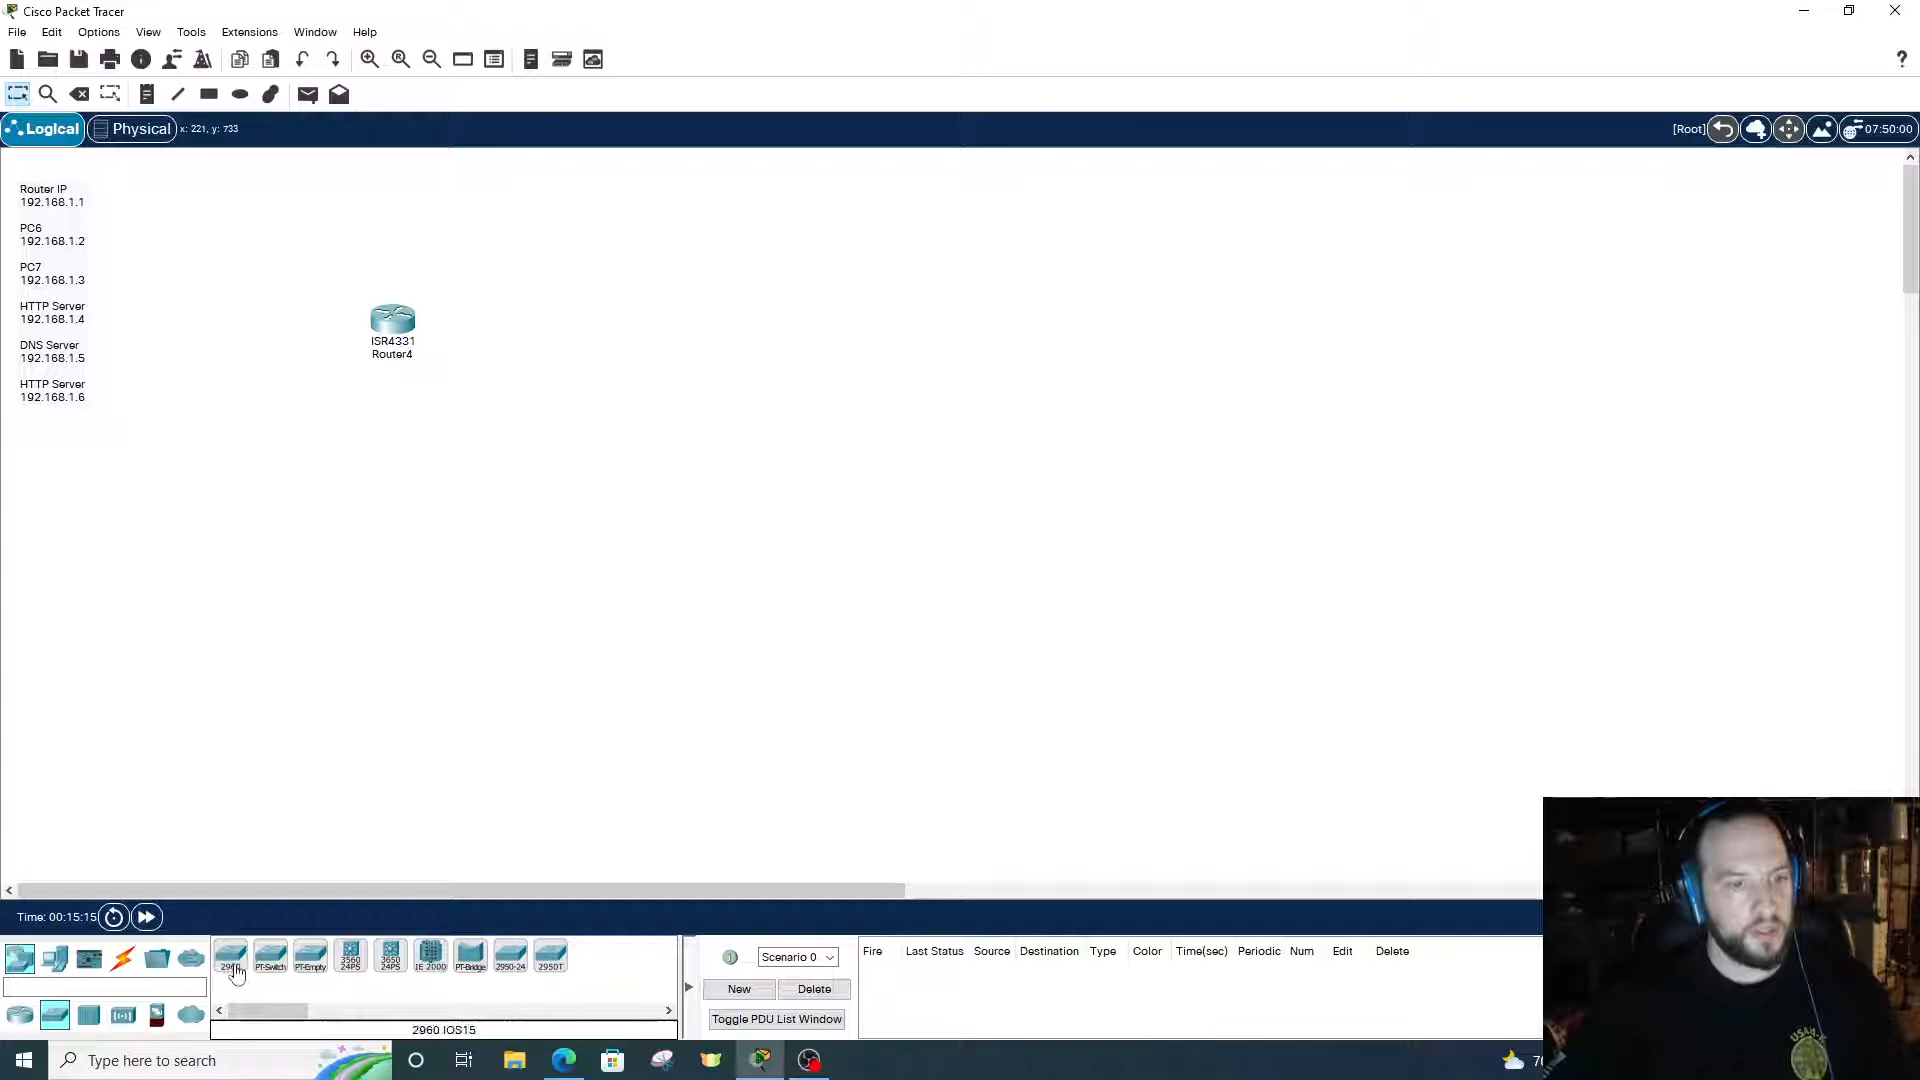 Cisco Packet Tracer
File Edit Options View Tools Extensions Window Help
?
Logical Physical x: 221, y: 733 [Root] 07:50:00
Router IP
192.168.1.1
PC6
192.168.1.2
PC7
192.168.1.3
HTTP Server
192.168.1.4
DNS Server
192.168.1.5
HTTP Server
192.168.1.6
ISR4331
Router4
Time: 00:15:15
2960 PT-Switch PT-Empty 3560 24PS 3650 24PS IE 2000 PT-Bridge 2950-24 2950T
2960 IOS15
Scenario 0
New Delete
Toggle PDU List Window
Fire Last Status Source Destination Type Color Time(sec) Periodic Num Edit Delete
Type here to search